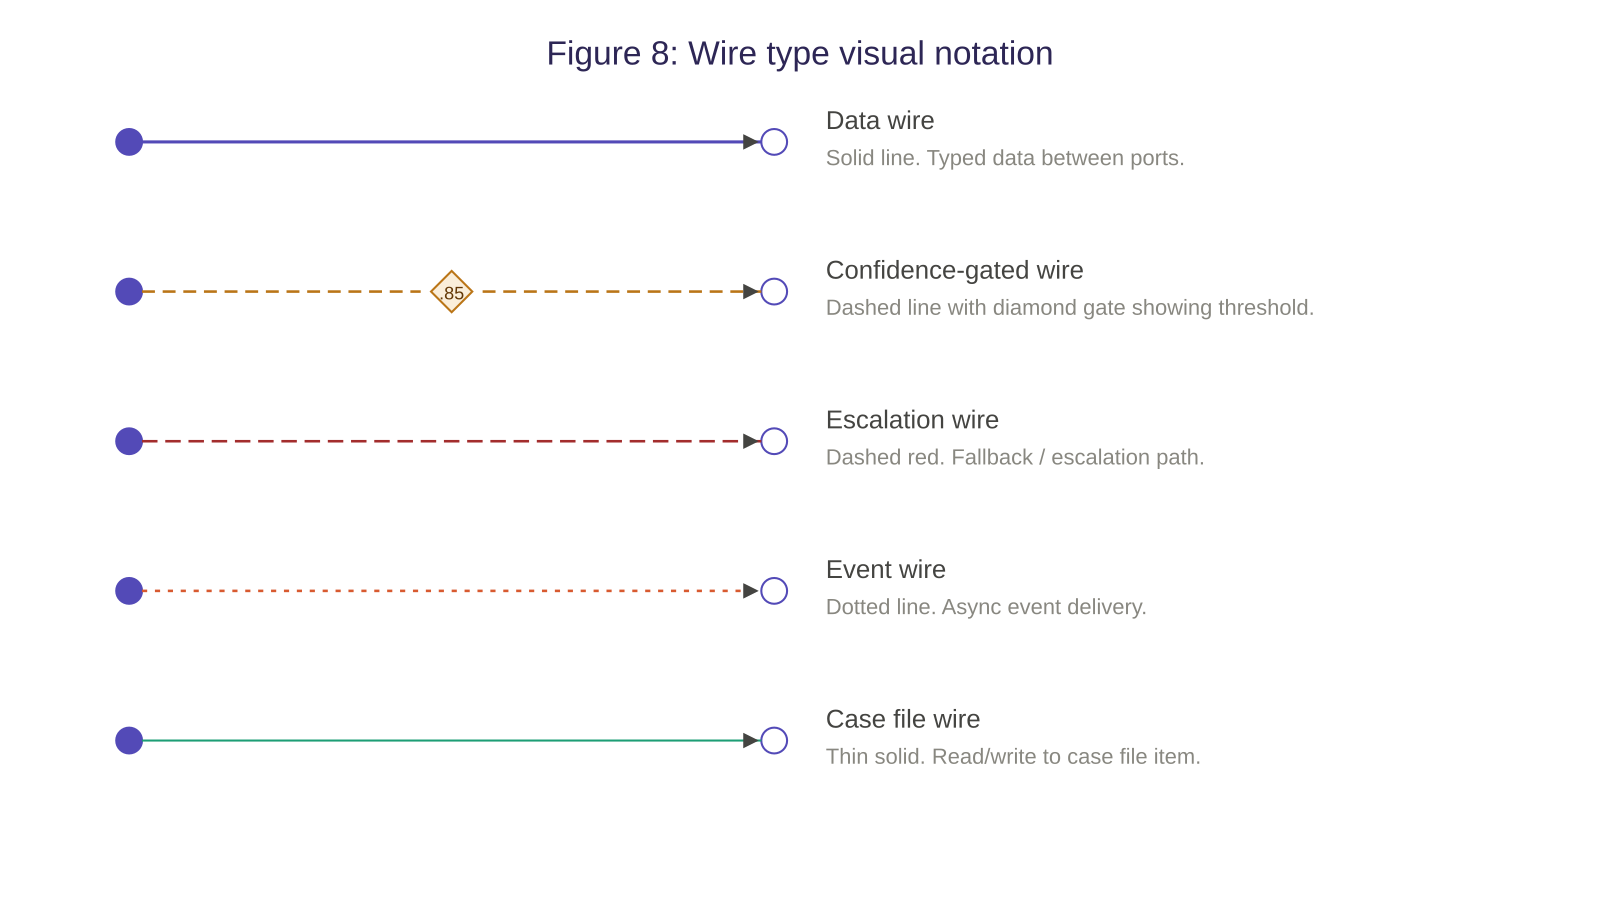 Figure 8: Wire type visual notation
Data wire
Solid line. Typed data between ports.
Confidence-gated wire
.85
Dashed line with diamond gate showing threshold.
Escalation wire
Dashed red. Fallback / escalation path.
Event wire
Dotted line. Async event delivery.
Case file wire
Thin solid. Read/write to case file item.